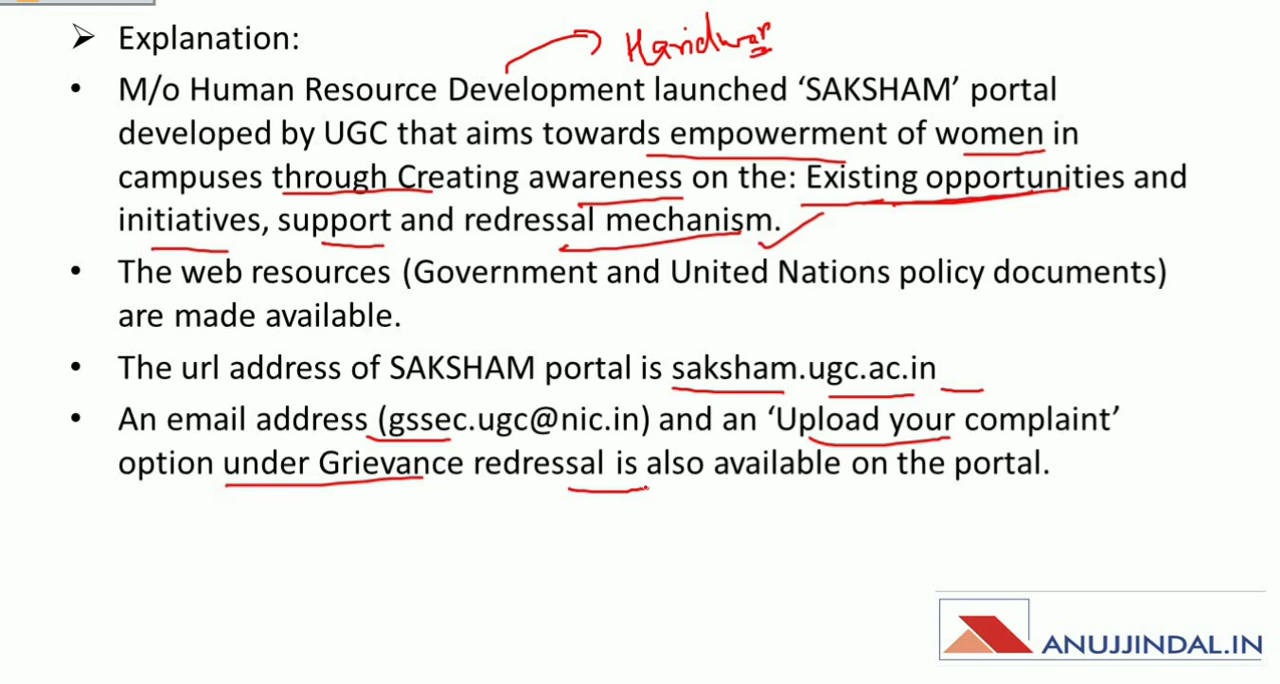 ➢ Explanation:
Haridwar
• M/o Human Resource Development launched ‘SAKSHAM’ portal
developed by UGC that aims towards empowerment of women in
campuses through Creating awareness on the: Existing opportunities and
initiatives, support and redressal mechanism.
• The web resources (Government and United Nations policy documents)
are made available.
• The url address of SAKSHAM portal is saksham.ugc.ac.in
• An email address (gssec.ugc@nic.in) and an ‘Upload your complaint’
option under Grievance redressal is also available on the portal.
ANUJJINDAL.IN